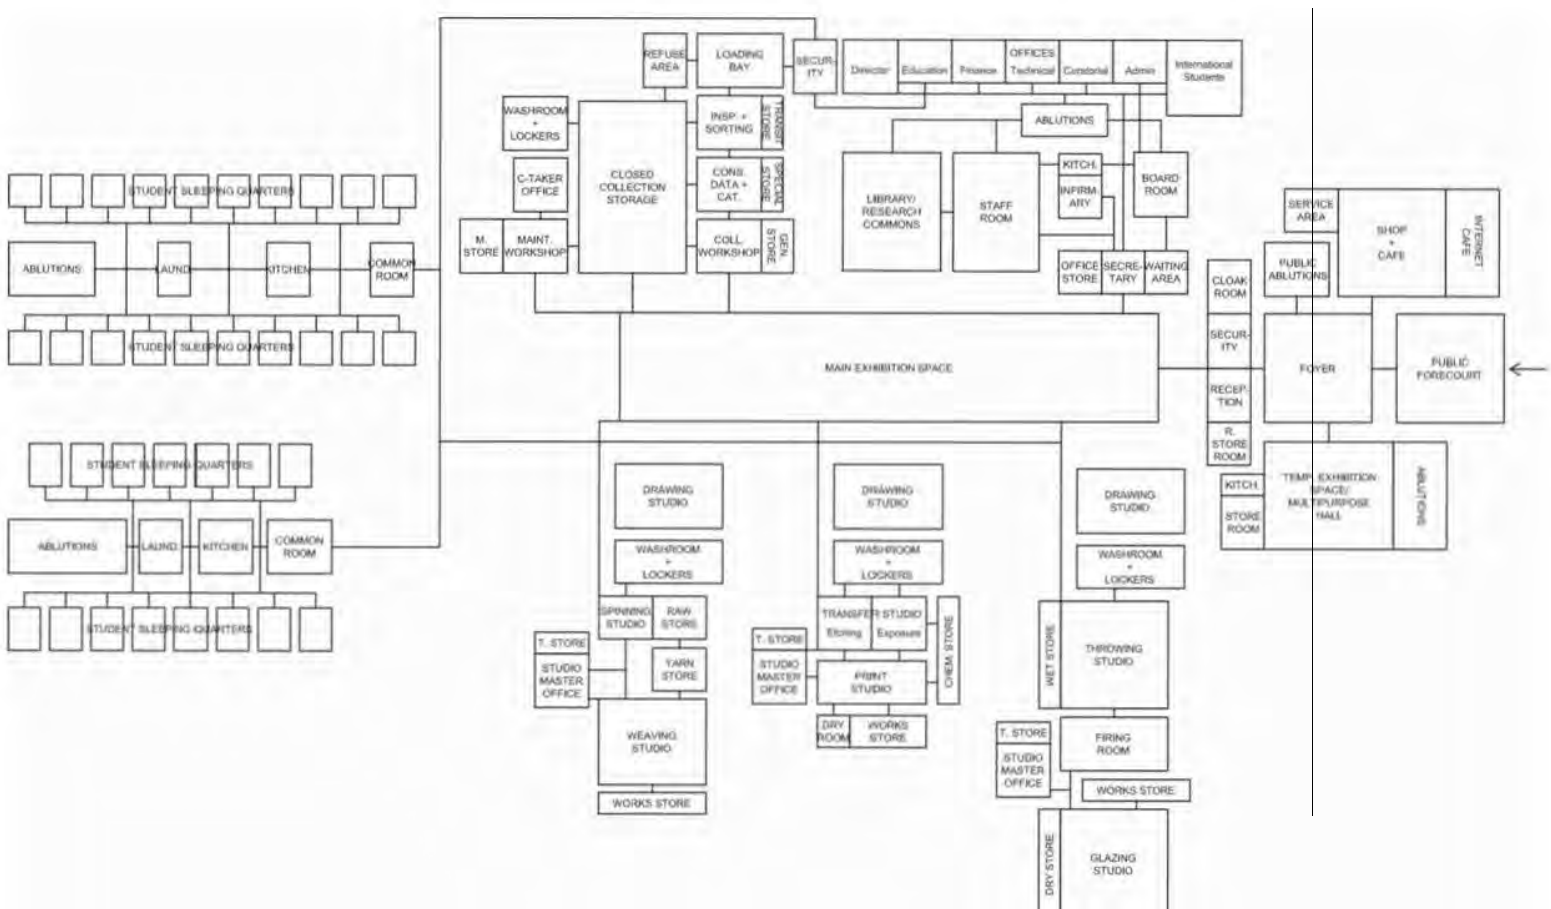 REFUSE
AREA
LOADING
BAY
SECUR-
ITY
Director
Education
Finance
OFFICES
Technical
Curatorial
Admin
International
Students
WASHROOM
+
LOCKERS
INSP. +
SORTING
TRANSIT
STORE
ABLUTIONS
C-TAKER
OFFICE
CLOSED
COLLECTION
STORAGE
CONS.
DATA +
CAT.
SPECIAL
STORE
LIBRARY/
RESEARCH
COMMONS
STAFF
ROOM
KITCH.
INFIRM-
ARY
BOARD
ROOM
M.
STORE
MAINT.
WORKSHOP
COLL.
WORKSHOP
GEN.
STORE
OFFICE
STORE
SECRE-
TARY
WAITING
AREA
STUDENT SLEEPING QUARTERS
ABLUTIONS
LAUND
KITCHEN
COMMON
ROOM
STUDENT SLEEPING QUARTERS
SERVICE
AREA
SHOP
+
CAFE
INTERNET
CAFE
PUBLIC
ABLUTIONS
CLOAK
ROOM
SECUR-
ITY
RECEP-
TION
R.
STORE
ROOM
MAIN EXHIBITION SPACE
FOYER
PUBLIC
FORECOURT
KITCH.
STORE
ROOM
TEMP. EXHIBITION
SPACE/
MULTIPURPOSE
HALL
ABLUTIONS
STUDENT SLEEPING QUARTERS
ABLUTIONS
LAUND.
KITCHEN
COMMON
ROOM
STUDENT SLEEPING QUARTERS
DRAWING
STUDIO
WASHROOM
+
LOCKERS
SPINNING
STUDIO
RAW
STORE
T. STORE
STUDIO
MASTER
OFFICE
YARN
STORE
WEAVING
STUDIO
WORKS STORE
DRAWING
STUDIO
WASHROOM
+
LOCKERS
TRANSFER STUDIO
Etching
Exposure
CHEM. STORE
T. STORE
STUDIO
MASTER
OFFICE
PRINT
STUDIO
DRY
ROOM
WORKS
STORE
DRAWING
STUDIO
WASHROOM
+
LOCKERS
WET STORE
THROWING
STUDIO
T. STORE
STUDIO
MASTER
OFFICE
FIRING
ROOM
WORKS STORE
DRY STORE
GLAZING
STUDIO